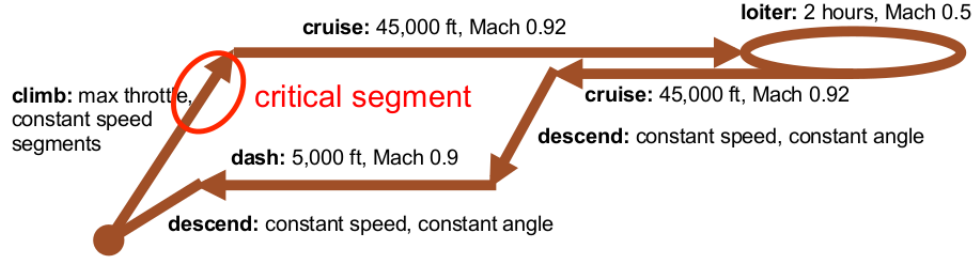 loiter: 2 hours, Mach 0.5
cruise: 45,000 ft, Mach 0.92
climb: max throttle,
constant speed
segments
critical segment
cruise: 45,000 ft, Mach 0.92
descend: constant speed, constant angle
dash: 5,000 ft, Mach 0.9
descend: constant speed, constant angle